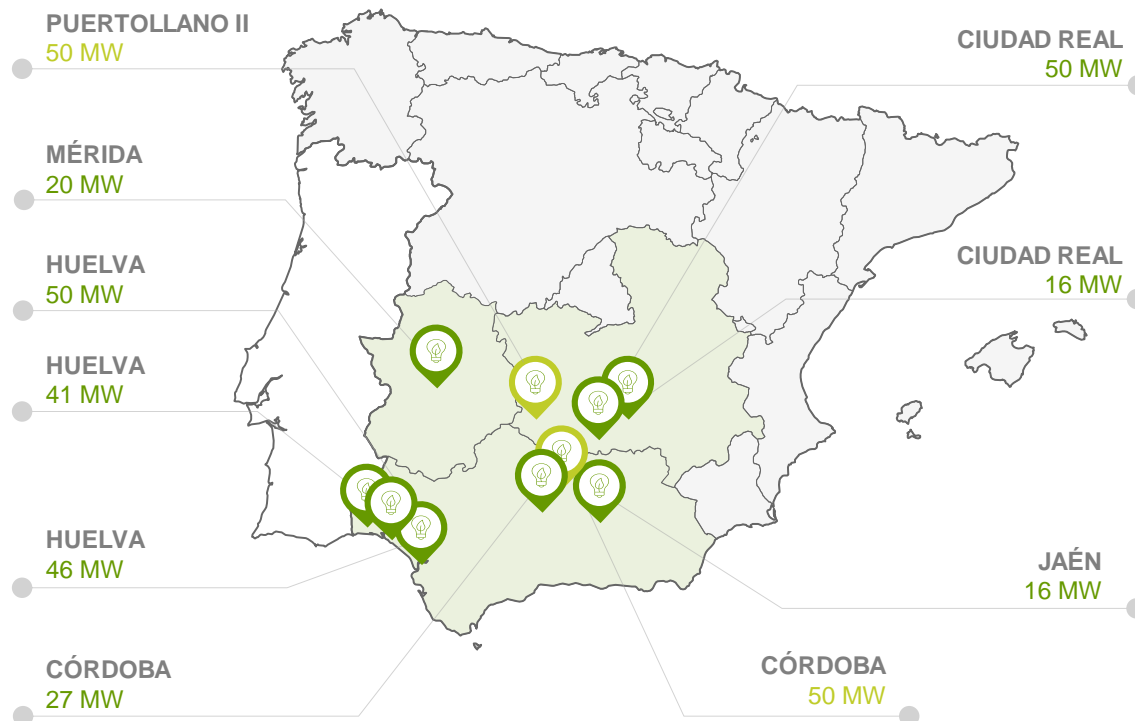 PUERTOLLANO II
50 MW
MÉRIDA
20 MW
HUELVA
50 MW
HUELVA
41 MW
HUELVA
46 MW
CÓRDOBA
27 MW
CIUDAD REAL
50 MW
CIUDAD REAL
16 MW
JAÉN
16 MW
CÓRDOBA
50 MW